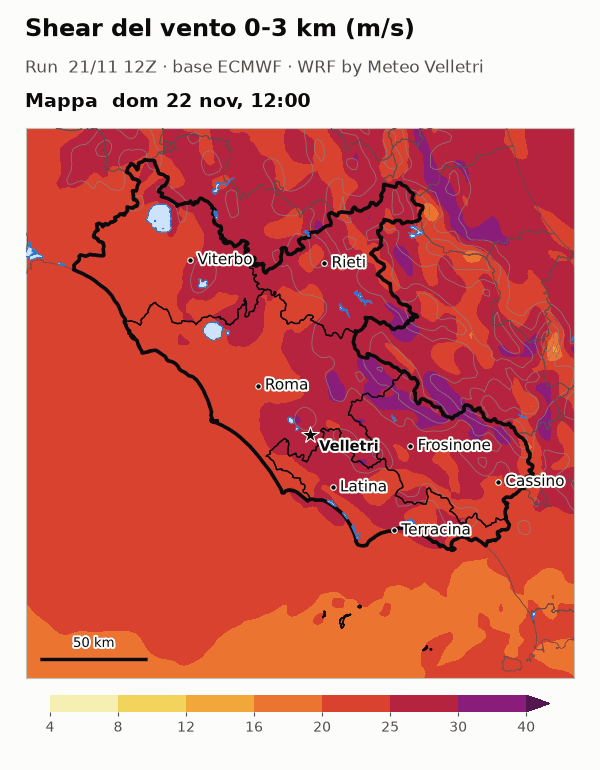 Shear del vento 0-3 km (m/s)
Run  21/11 12Z · base ECMWF · WRF by Meteo Velletri
Mappa  dom 22 nov, 12:00
Viterbo
Rieti
Roma
Velletri
Frosinone
Latina
Cassino
Terracina
50 km
4 8 12 16 20 25 30 40